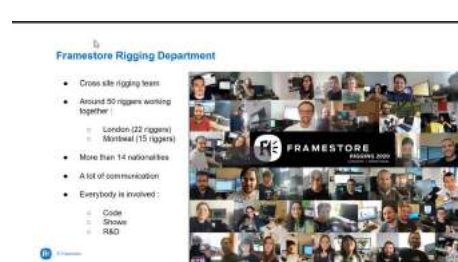 Framestore Rigging Department
● Cross site rigging team
● Around 50 riggers working
together :
○ London (22 riggers)
○ Montreal (15 riggers)
● More than 14 nationalities
● A lot of communication
● Everybody is involved :
○ Code
○ Shows
○ R&D
FRAMESTORE
RIGGING 2020